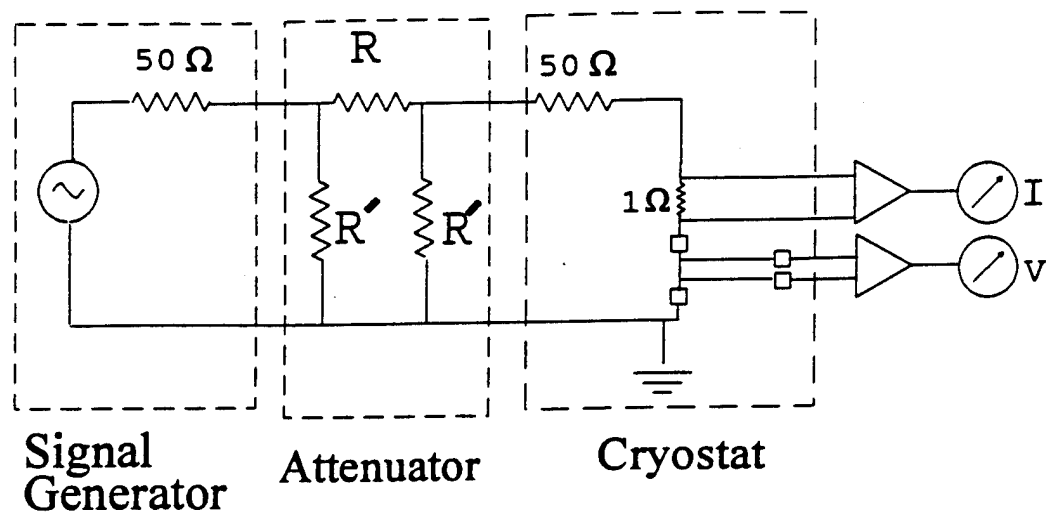 50 Ω
R
50 Ω
R′
R′
1Ω
I
V
Signal
Generator
Attenuator
Cryostat